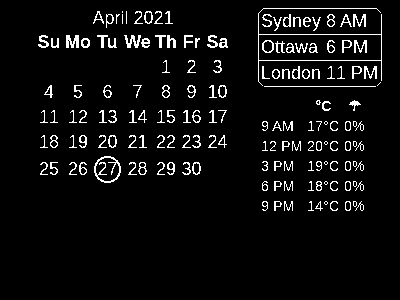 April 2021
Su Mo Tu We Th Fr Sa
1 2 3
4 5 6 7 8 9 10
11 12 13 14 15 16 17
18 19 20 21 22 23 24
25 26 27 28 29 30
Sydney 8 AM
Ottawa 6 PM
London 11 PM
°C ☂
9 AM 17°C 0%
12 PM 20°C 0%
3 PM 19°C 0%
6 PM 18°C 0%
9 PM 14°C 0%